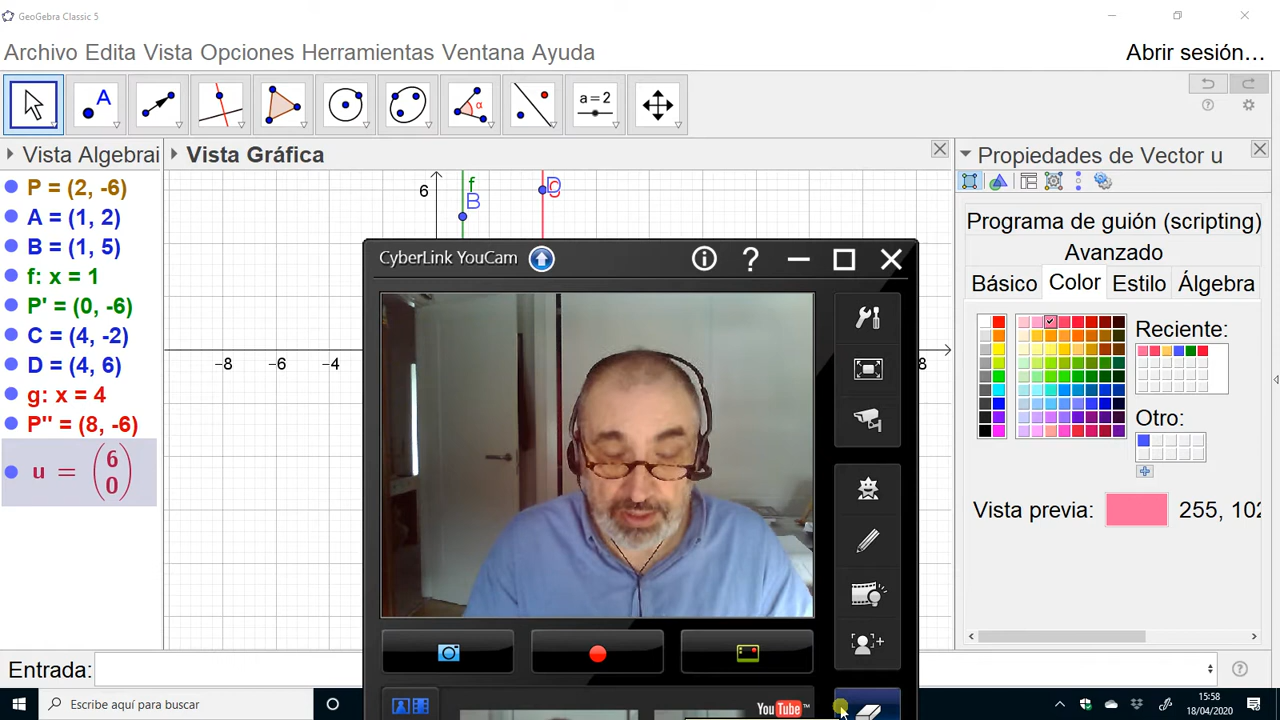 GeoGebra Classic 5
Archivo Edita Vista Opciones Herramientas Ventana Ayuda
Abrir sesión...
A
α
a = 2
Vista Algebrai
Vista Gráfica
Propiedades de Vector u
P = (2, -6)
A = (1, 2)
B = (1, 5)
f: x = 1
P' = (0, -6)
C = (4, -2)
D = (4, 6)
g: x = 4
P'' = (8, -6)
u = (6
0)
6
f
B
D
-8 -6 -4
8
CyberLink YouCam
You Tube™
Programa de guión (scripting)
Avanzado
Básico Color Estilo Álgebra
Reciente:
Otro:
Vista previa: 255, 102
Entrada:
Escribe aquí para buscar
15:58
18/04/2020